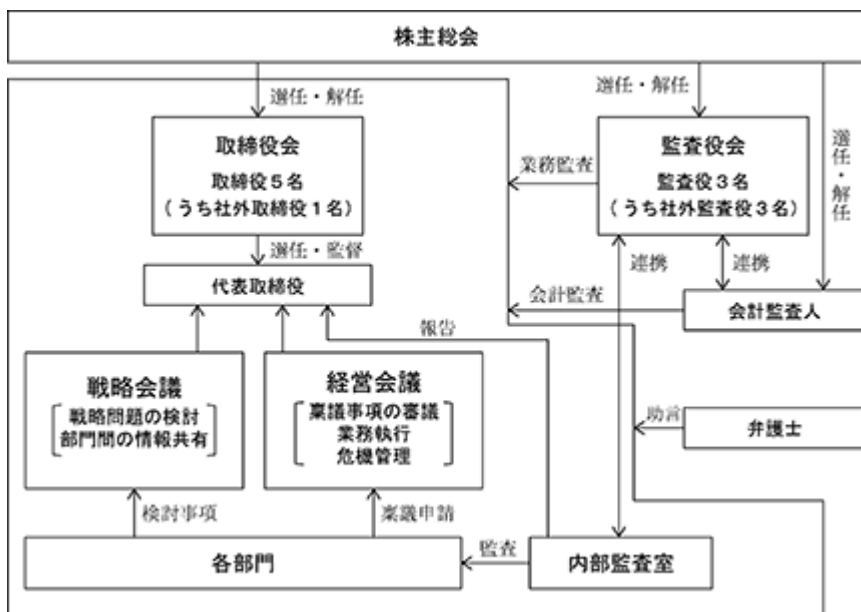 株主総会
選任・解任
選任・解任
選任・解任
取締役会
取締役5名
(うち社外取締役1名)
業務監査
監査役会
監査役3名
(うち社外監査役3名)
選任・監督
連携
連携
代表取締役
会計監査
会計監査人
報告
戦略会議
戦略問題の検討
部門間の情報共有
経営会議
稟議事項の審議
業務執行
危機管理
助言
弁護士
検討事項
稟議申請
各部門
監査
内部監査室